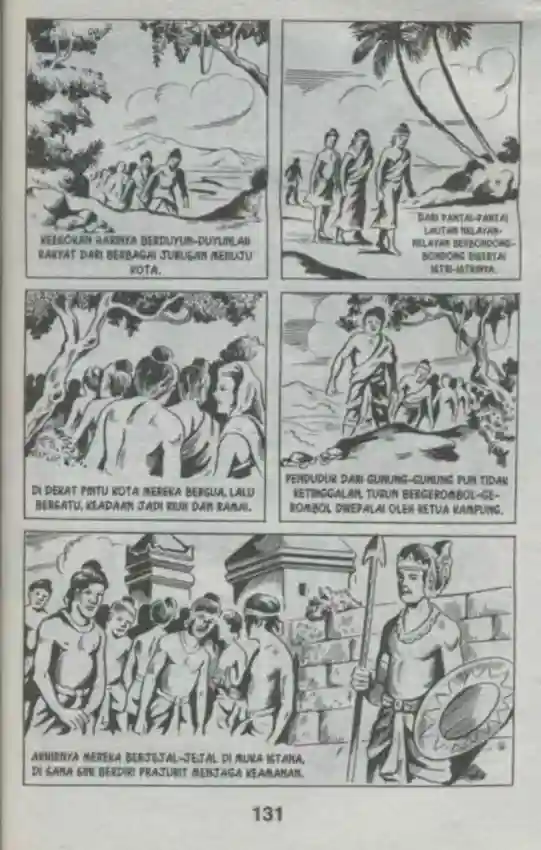 KEESOKAN HARINYA BERDUYUN-DUYUNLAH
RAKYAT DARI BERBAGAI JURUSAN MENUJU
KOTA.
DARI PANTAI-PANTAI
LAUTAN NELAYAN-
NELAYAN BERBONDONG-
BONDONG DISERTAI
ISTRI-ISTRINYA.
DI DEKAT PINTU KOTA MEREKA BERSUA, LALU
BERSATU, KEADAAN JADI RIUH DAN RAMAI.
PENDUDUK DARI GUNUNG-GUNUNG PUN TIDAK
KETINGGALAN, TURUN BERGEROMBOL-GE-
ROMBOL DIKEPALAI OLEH KETUA KAMPUNG.
AKHIRNYA MEREKA BERJEJAL-JEJAL DI MUKA ISTANA,
DI SANA SINI BERDIRI PRAJURIT MENJAGA KEAMANAN.
131